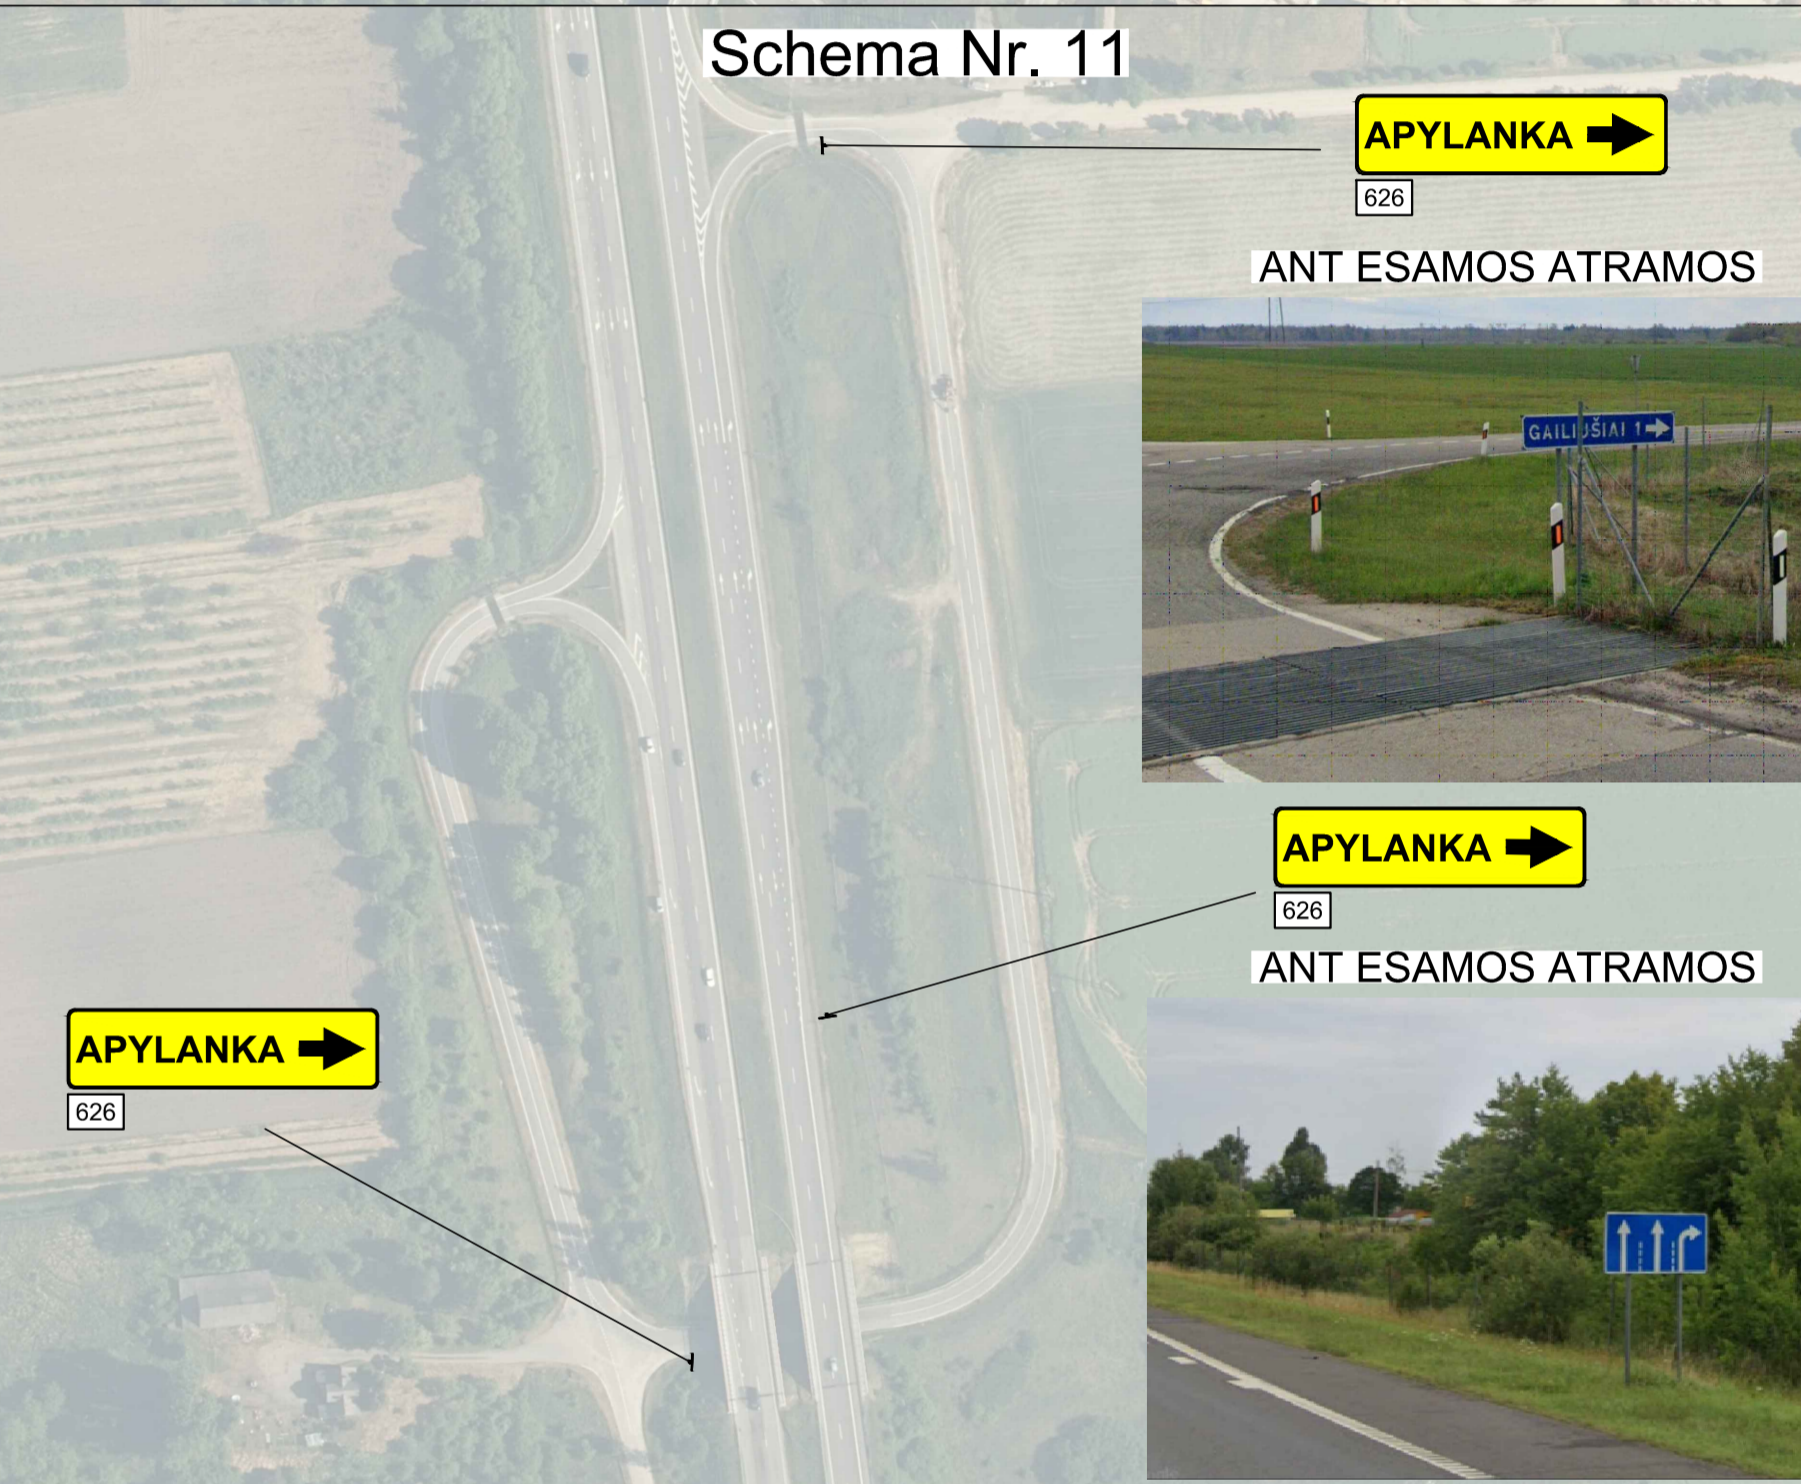 Schema Nr. 11
APYLANKA
626
ANT ESAMOS ATRAMOS
GAILIUŠIAI 1
APYLANKA
626
ANT ESAMOS ATRAMOS
APYLANKA
626